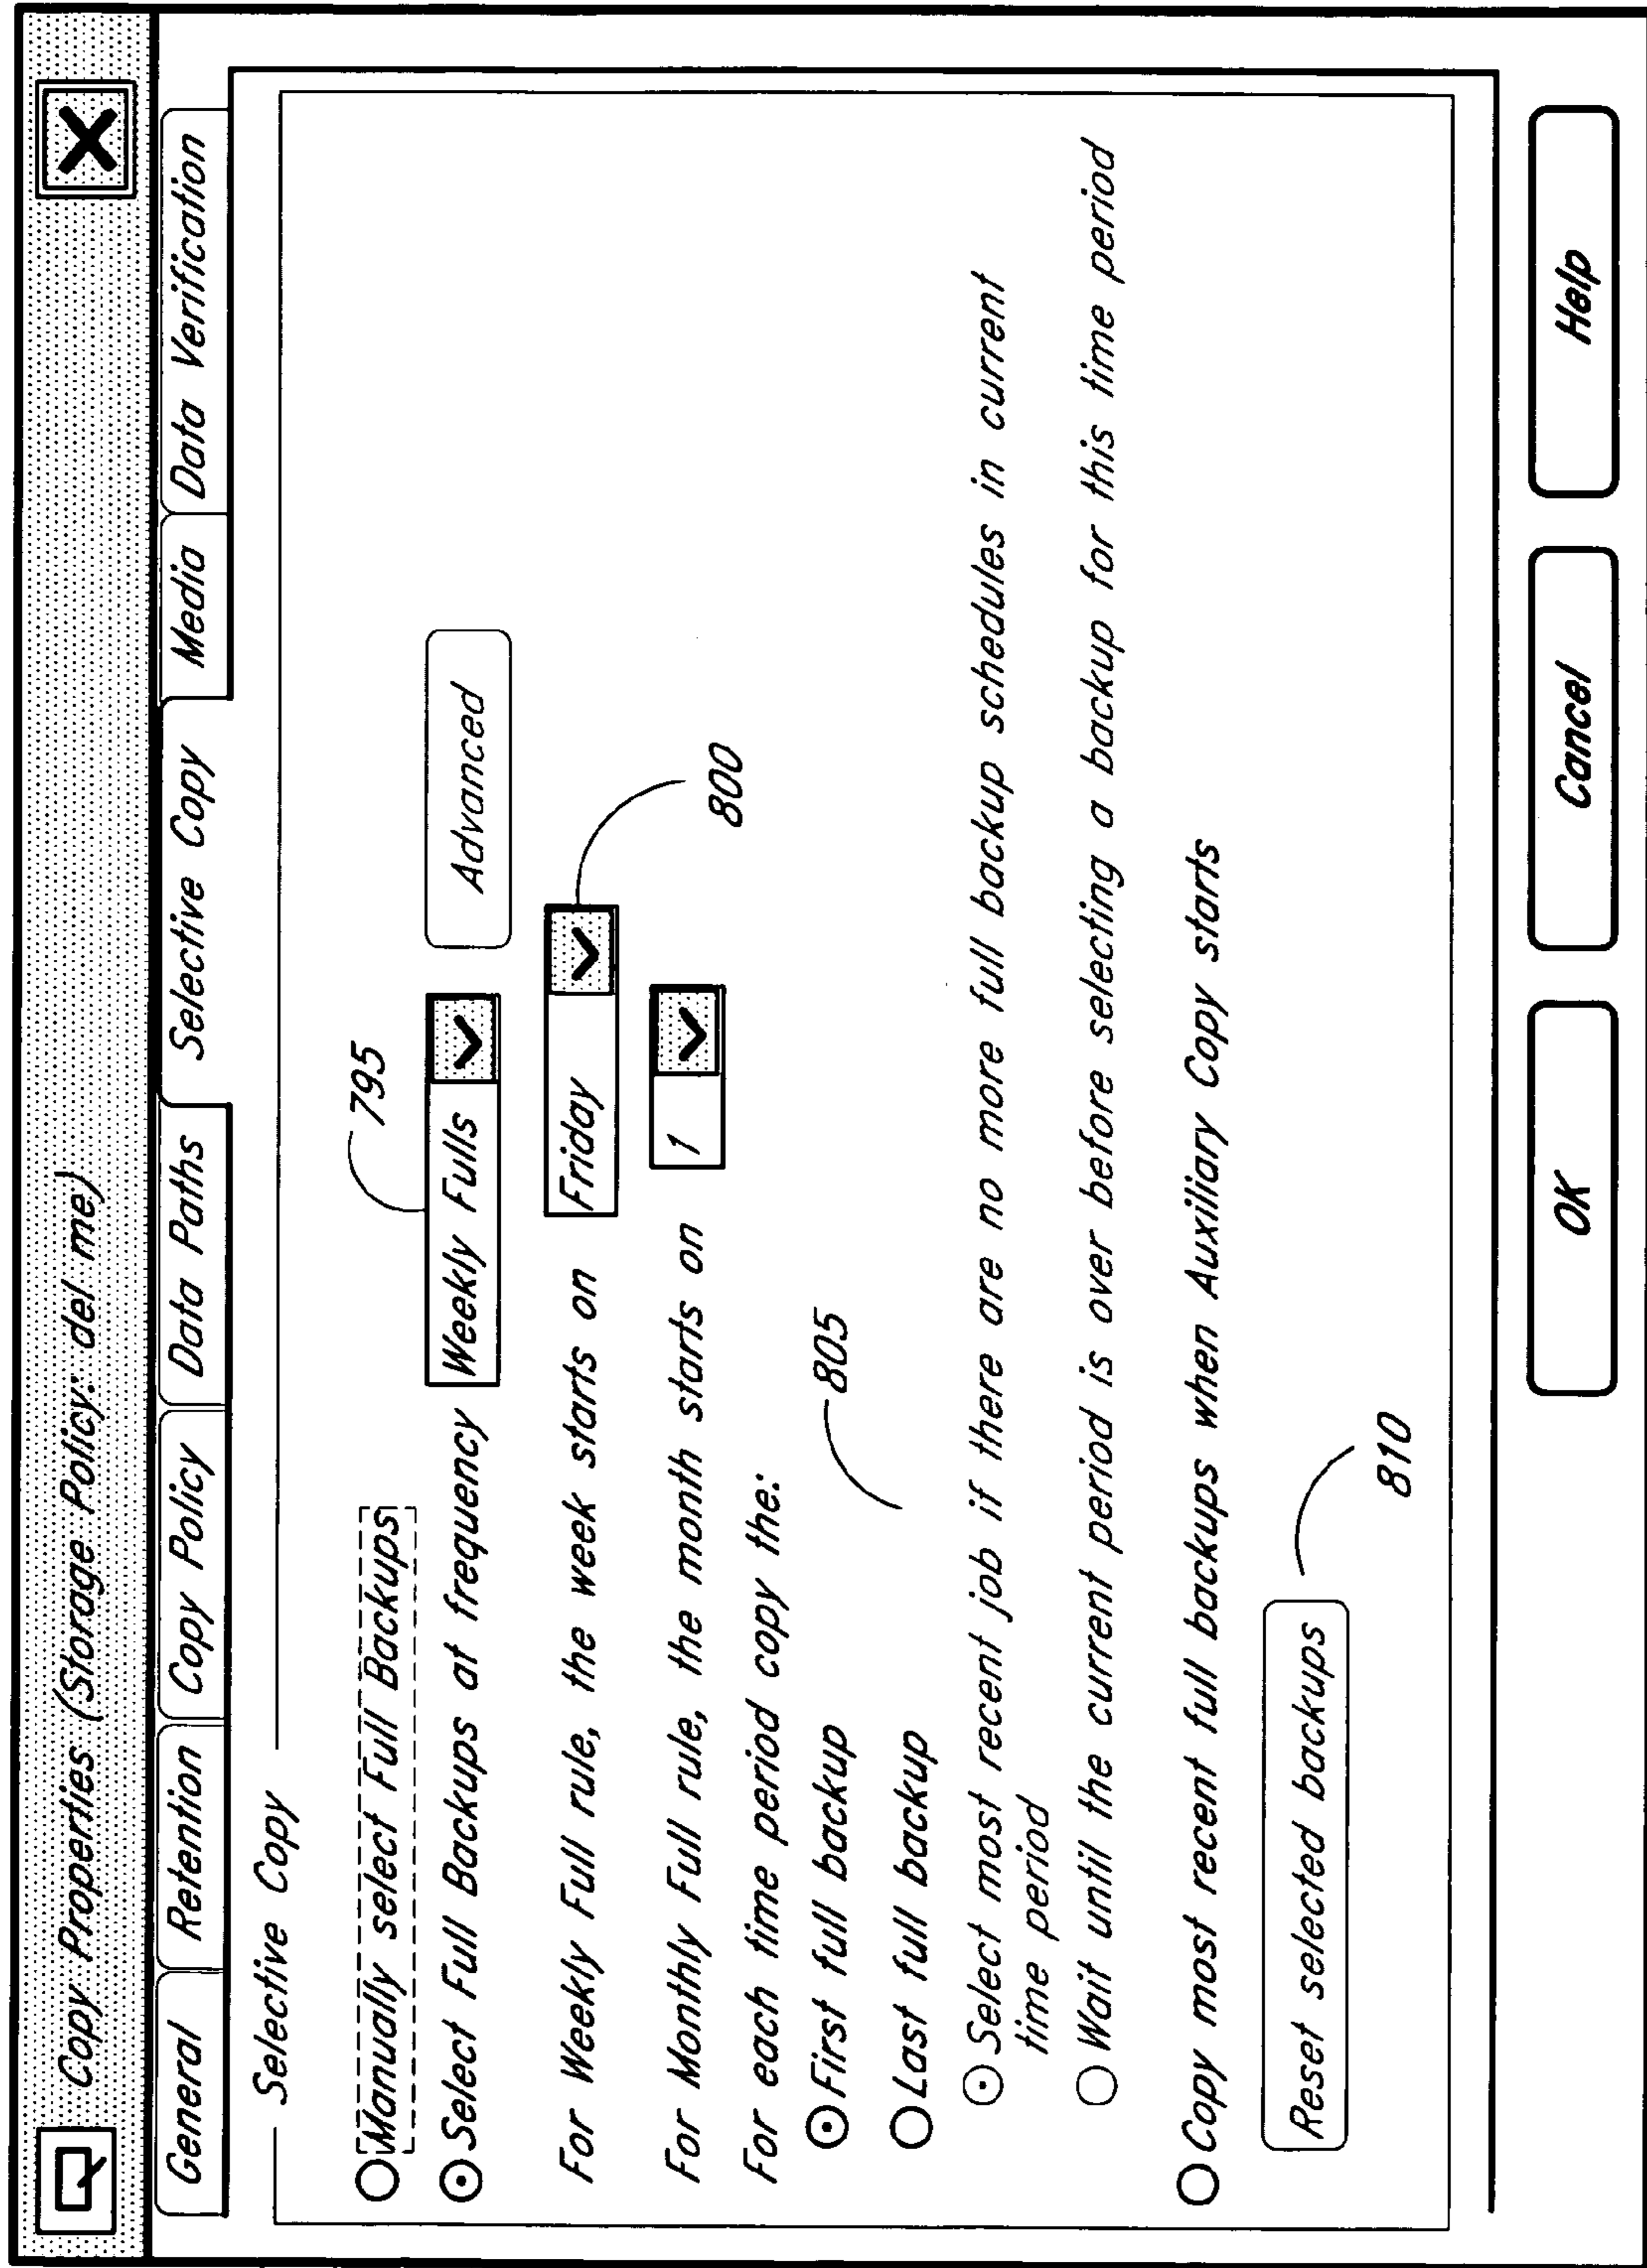 Copy Properties (Storage Policy: del me)
General Retention Copy Policy Data Paths Selective Copy Media Data Verification
Selective Copy
795
Manually select Full Backups
Select Full Backups at frequency Weekly Fulls Advanced
For Weekly Full rule, the week starts on Friday
800
For Monthly Full rule, the month starts on 1
For each time period copy the:
805
First full backup
Last full backup
Select most recent job if there are no more full backup schedules in current
time period
Wait until the current period is over before selecting a backup for this time period
Copy most recent full backups when Auxiliary Copy starts
Reset selected backups
810
OK Cancel Help